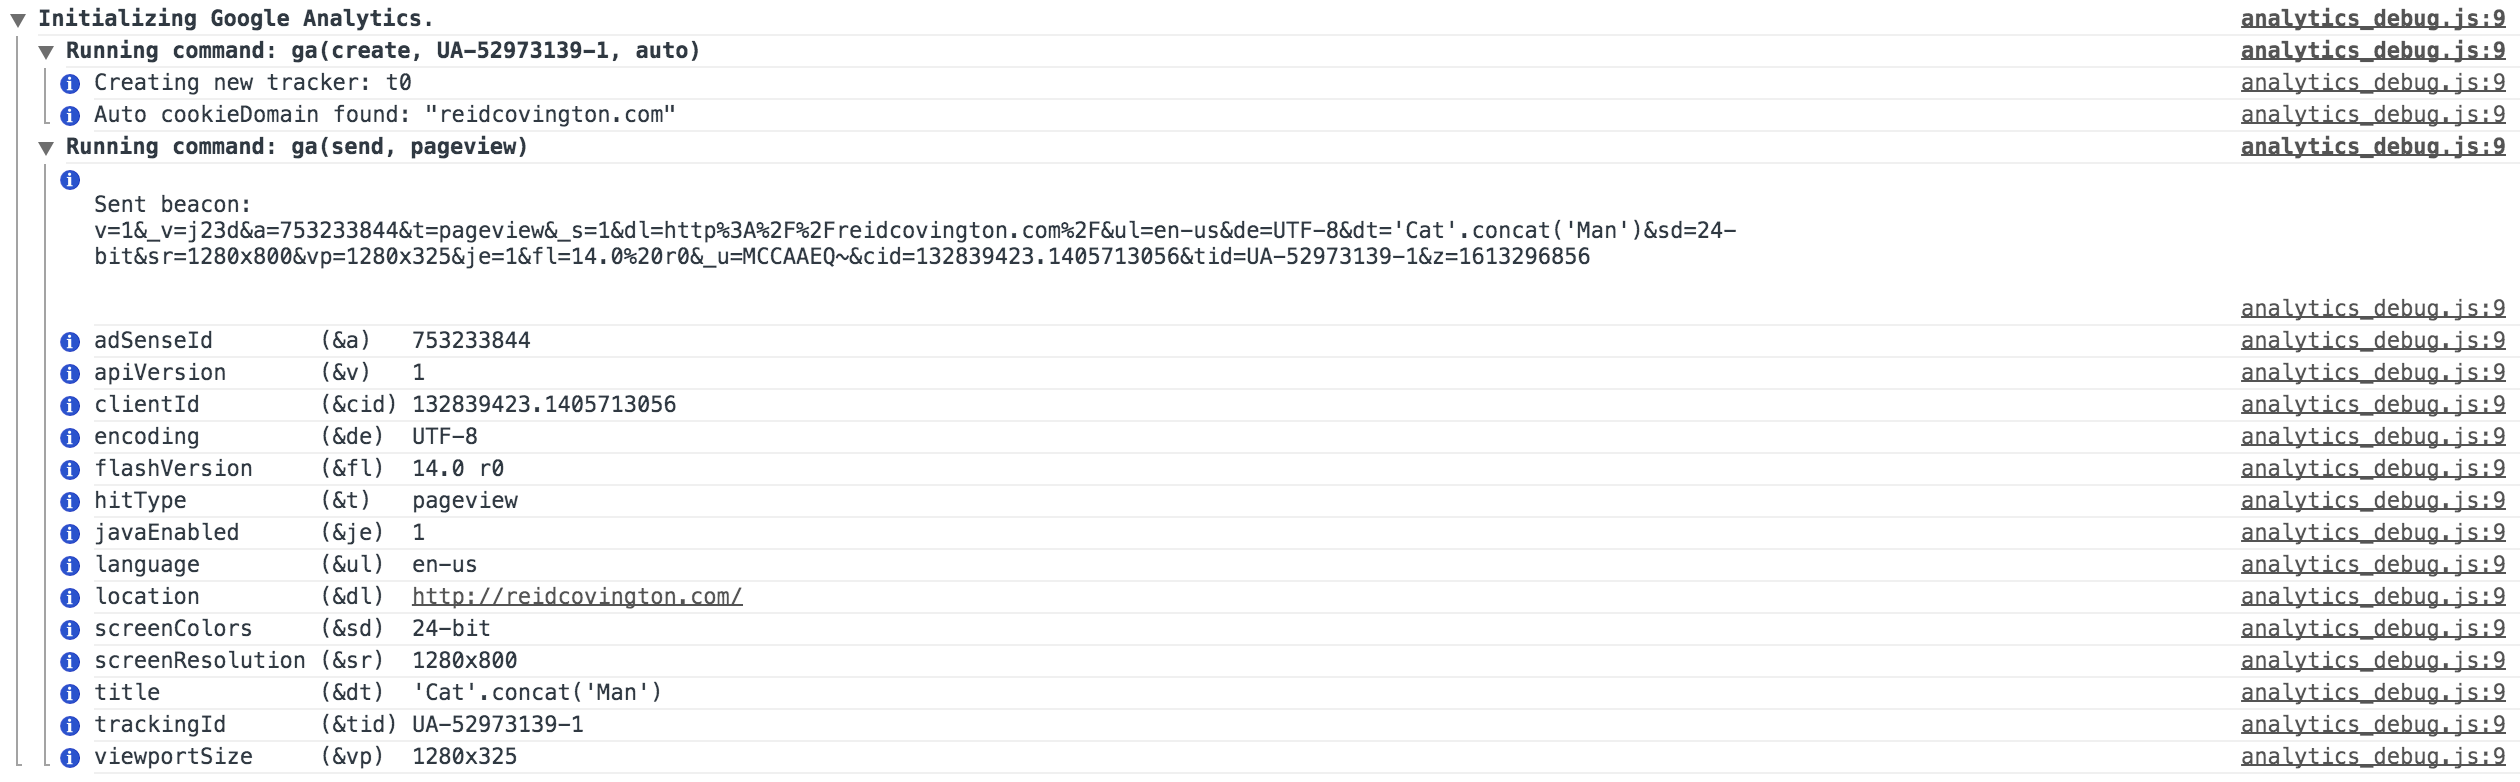 Initializing Google Analytics. analytics_debug.js:9
Running command: ga(create, UA-52973139-1, auto) analytics_debug.js:9
Creating new tracker: t0 analytics_debug.js:9
Auto cookieDomain found: "reidcovington.com" analytics_debug.js:9
Running command: ga(send, pageview) analytics_debug.js:9
Sent beacon:
v=1&_v=j23d&a=753233844&t=pageview&_s=1&dl=http%3A%2F%2Freidcovington.com%2F&ul=en-us&de=UTF-8&dt='Cat'.concat('Man')&sd=24-
bit&sr=1280x800&vp=1280x325&je=1&fl=14.0%20r0&_u=MCCAAEQ~&cid=132839423.1405713056&tid=UA-52973139-1&z=1613296856
analytics_debug.js:9
adSenseId (&a) 753233844 analytics_debug.js:9
apiVersion (&v) 1 analytics_debug.js:9
clientId (&cid) 132839423.1405713056 analytics_debug.js:9
encoding (&de) UTF-8 analytics_debug.js:9
flashVersion (&fl) 14.0 r0 analytics_debug.js:9
hitType (&t) pageview analytics_debug.js:9
javaEnabled (&je) 1 analytics_debug.js:9
language (&ul) en-us analytics_debug.js:9
location (&dl) http://reidcovington.com/ analytics_debug.js:9
screenColors (&sd) 24-bit analytics_debug.js:9
screenResolution (&sr) 1280x800 analytics_debug.js:9
title (&dt) 'Cat'.concat('Man') analytics_debug.js:9
trackingId (&tid) UA-52973139-1 analytics_debug.js:9
viewportSize (&vp) 1280x325 analytics_debug.js:9